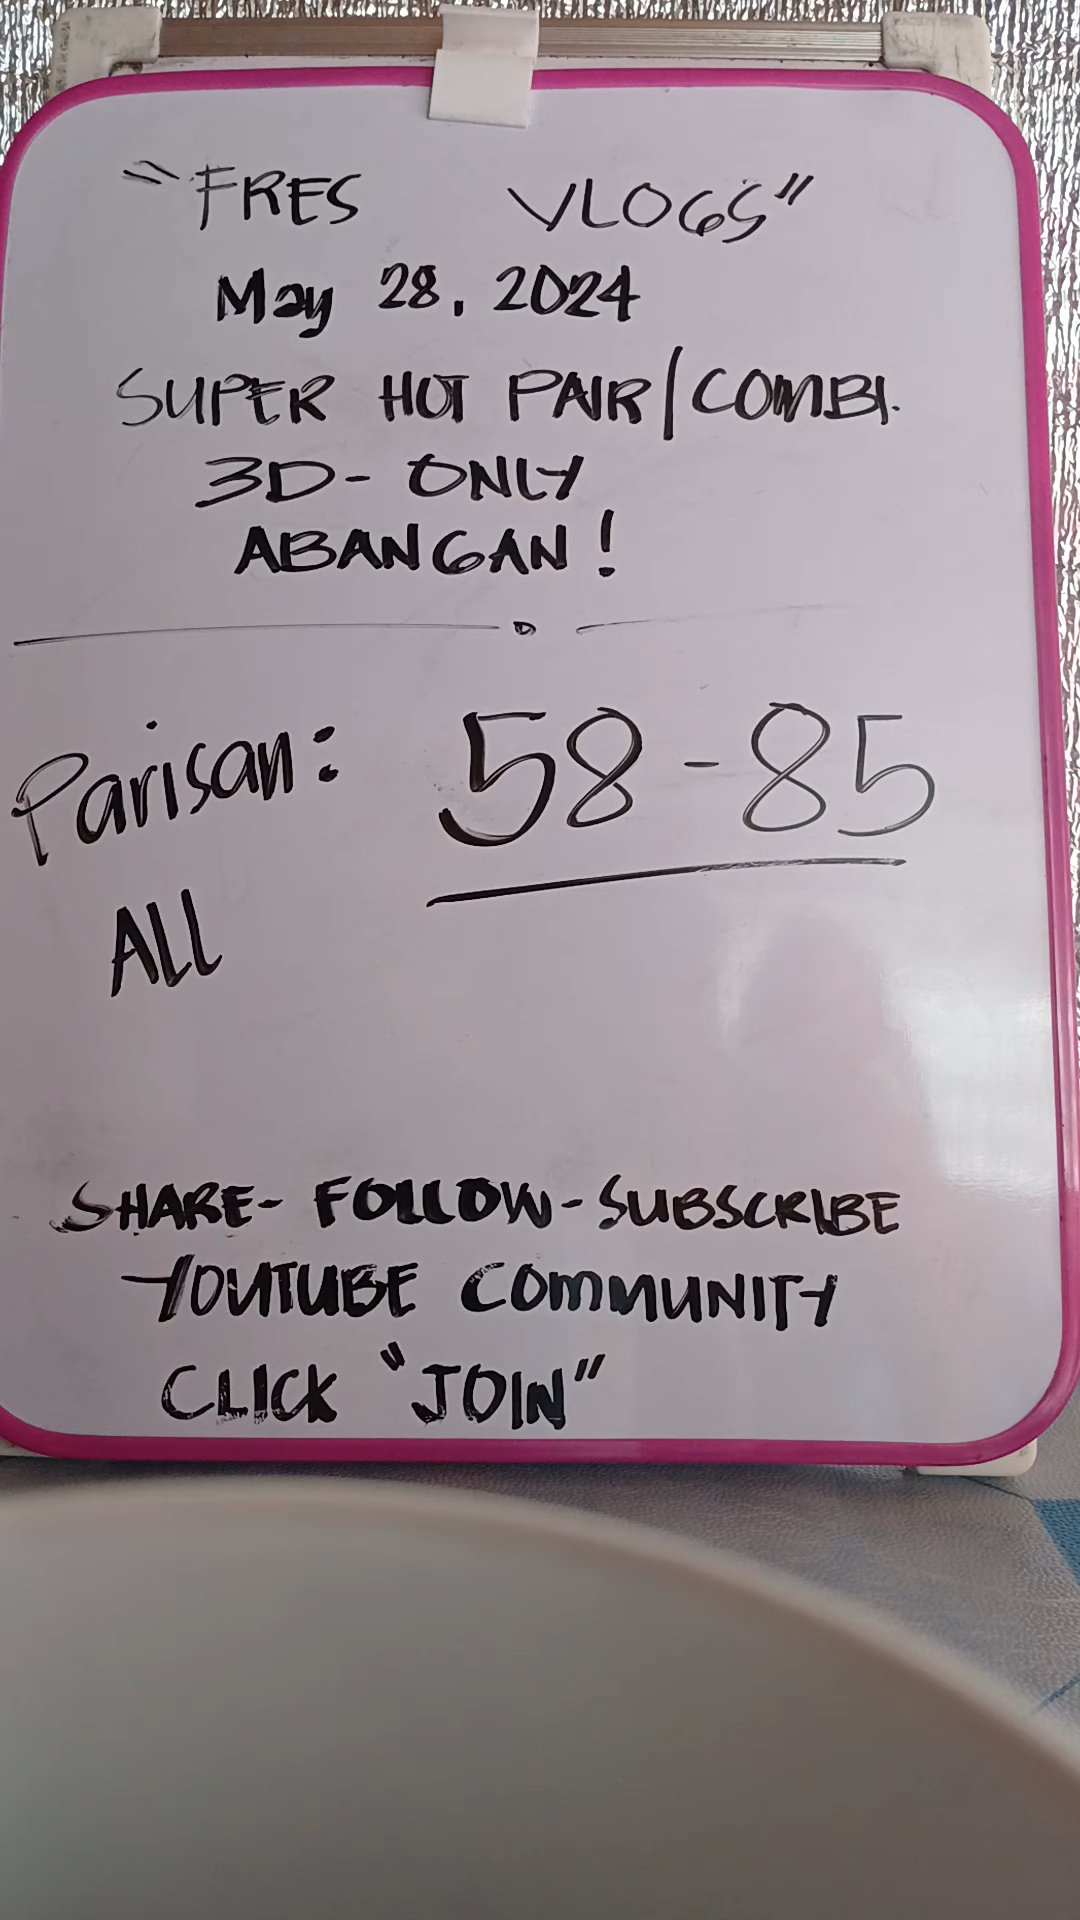 "FRES VLOGS"
May 28, 2024
SUPER HOT PAIR/COMBI.
3D- ONLY
ABANGAN!
Parisan: 58-85
ALL
SHARE- FOLLOW-SUBSCRIBE
YOUTUBE COMMUNITY
CLICK "JOIN"